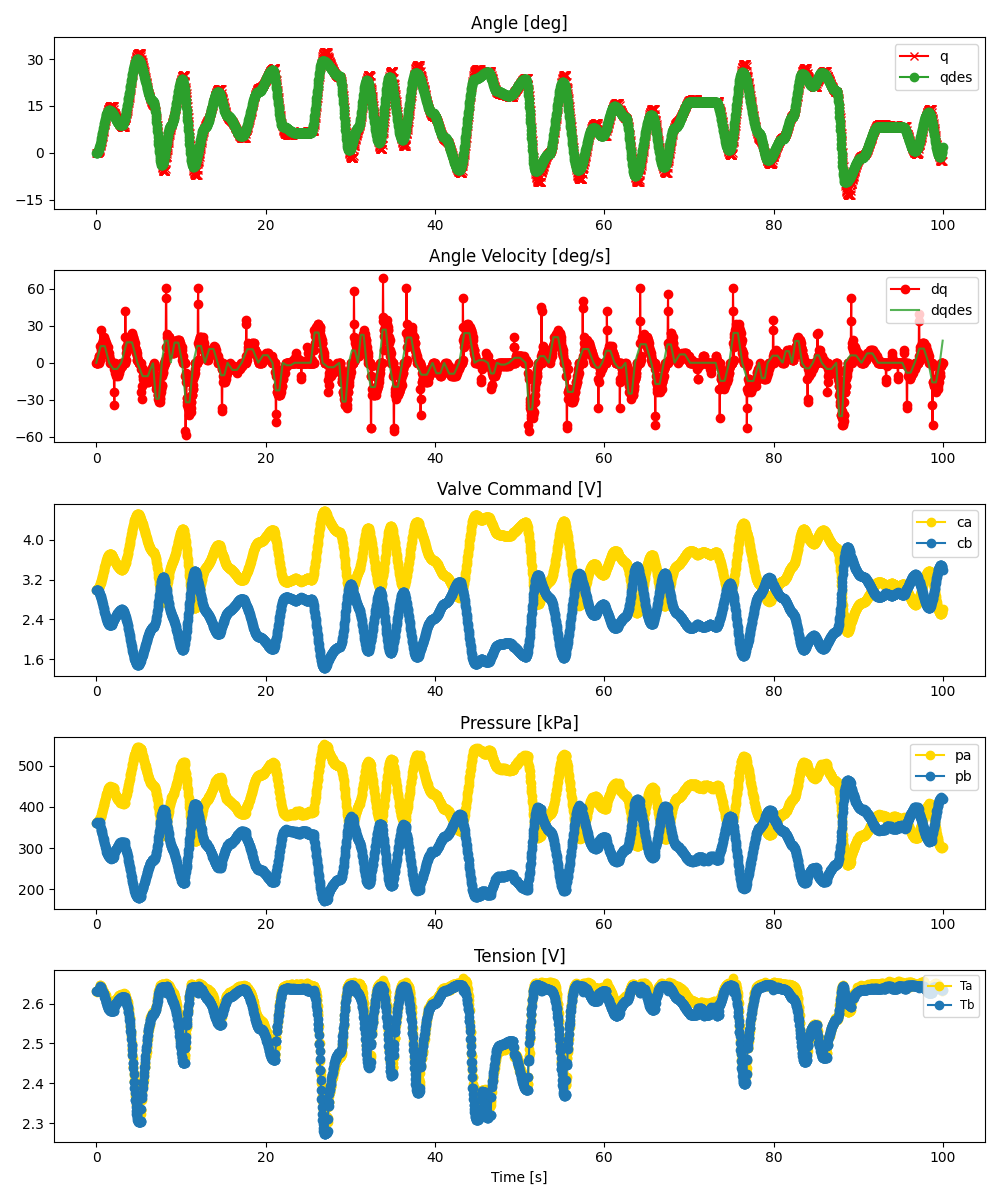 Angle [deg]
30
15
0
−15
q
qdes
0 20 40 60 80 100
Angle Velocity [deg/s]
60
30
0
−30
−60
dq
dqdes
0 20 40 60 80 100
Valve Command [V]
4.0
3.2
2.4
1.6
ca
cb
0 20 40 60 80 100
Pressure [kPa]
500
400
300
200
pa
pb
0 20 40 60 80 100
Tension [V]
2.6
2.5
2.4
2.3
Ta
Tb
0 20 40 60 80 100
Time [s]